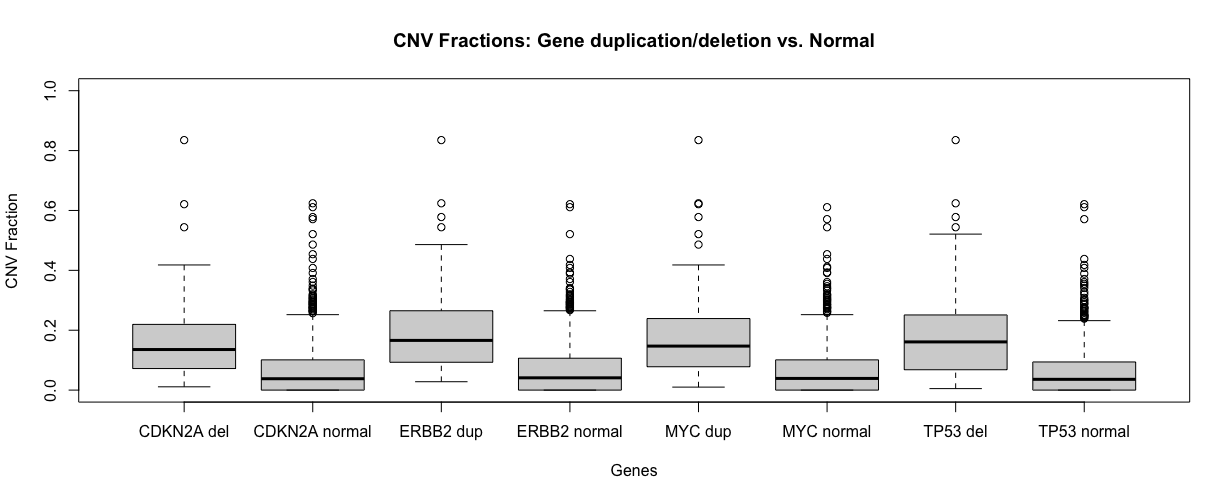 CNV Fractions: Gene duplication/deletion vs. Normal
CNV Fraction
1.0
0.8
0.6
0.4
0.2
0.0
CDKN2A del CDKN2A normal ERBB2 dup ERBB2 normal MYC dup MYC normal TP53 del TP53 normal
Genes